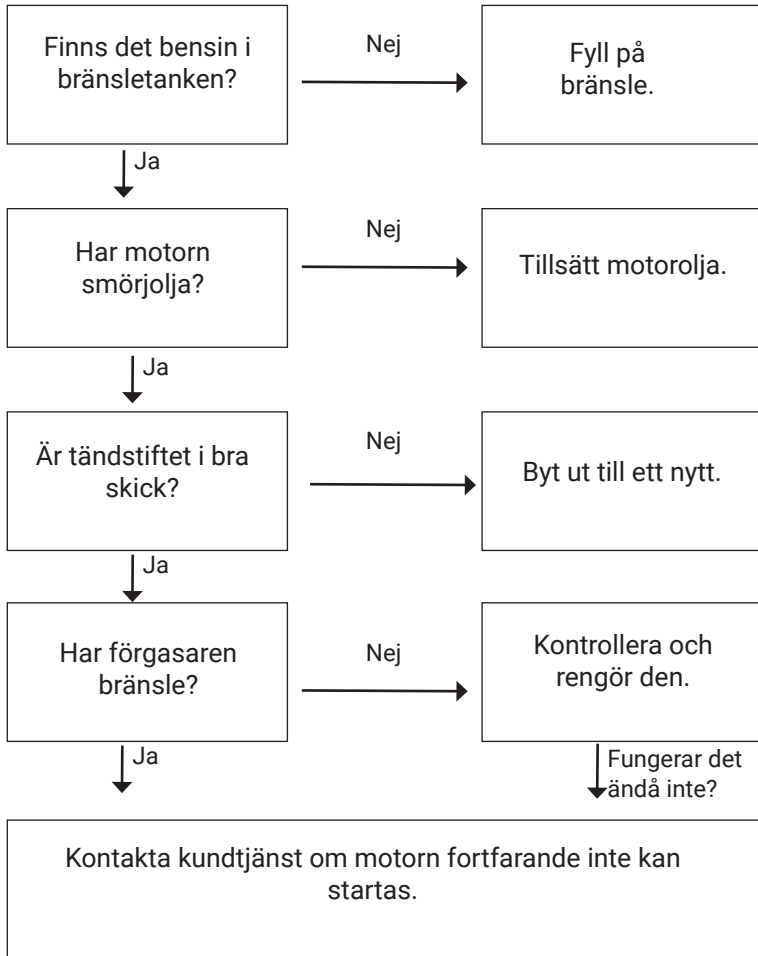 Finns det bensin i
bränsletanken?
Nej
Fyll på
bränsle.
Ja
Har motorn
smörjolja?
Nej
Tillsätt motorolja.
Ja
Är tändstiftet i bra
skick?
Nej
Byt ut till ett nytt.
Ja
Har förgasaren
bränsle?
Nej
Kontrollera och
rengör den.
Ja
Fungerar det
ändå inte?
Kontakta kundtjänst om motorn fortfarande inte kan
startas.